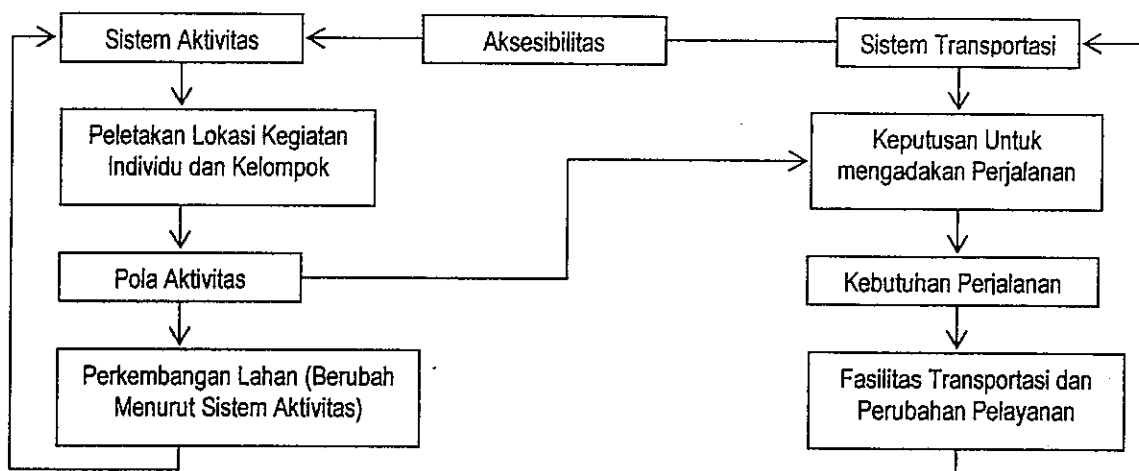 Sistem Aktivitas
Aksesibilitas
Sistem Transportasi
Peletakan Lokasi Kegiatan
Individu dan Kelompok
Keputusan Untuk
mengadakan Perjalanan
Pola Aktivitas
Kebutuhan Perjalanan
Perkembangan Lahan (Berubah
Menurut Sistem Aktivitas)
Fasilitas Transportasi dan
Perubahan Pelayanan